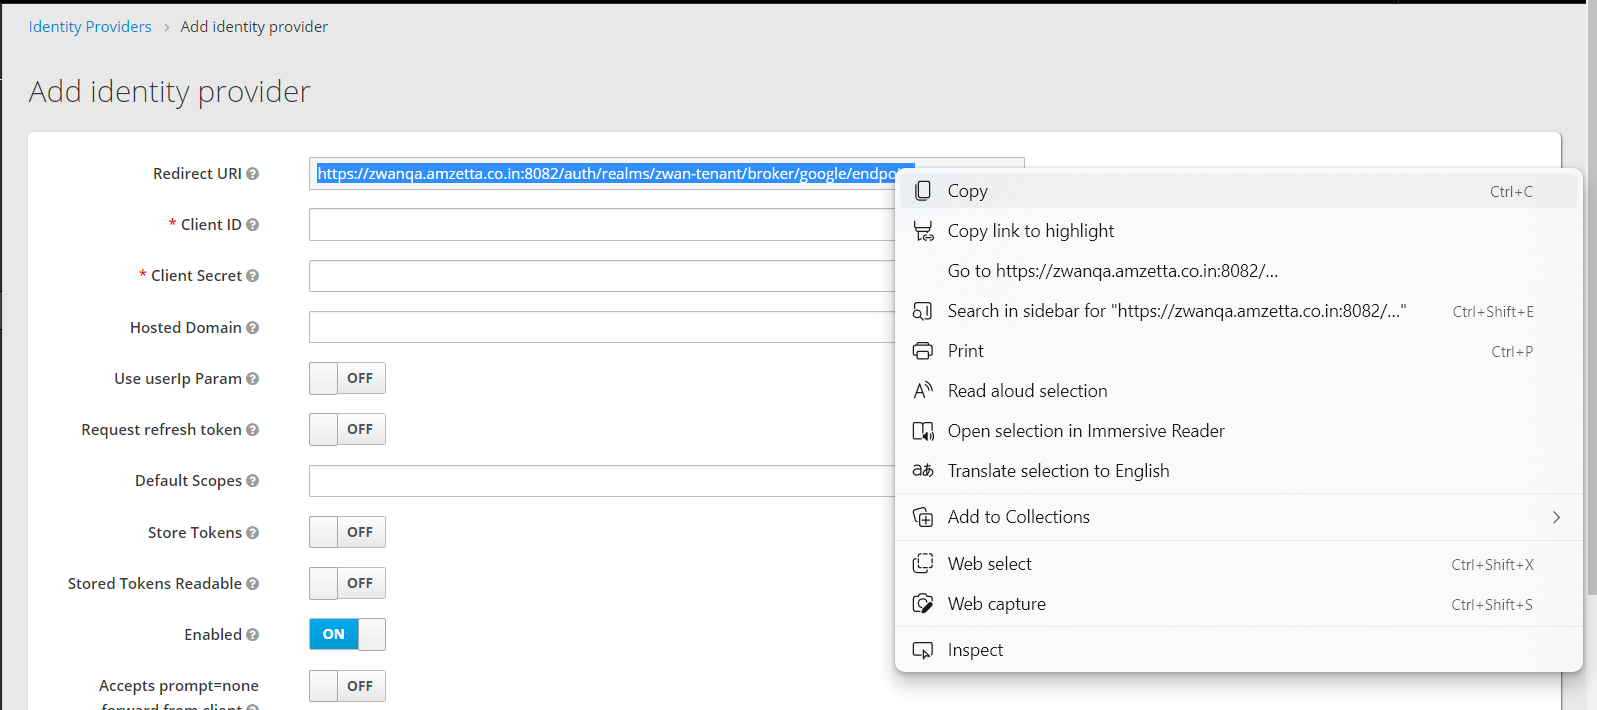 Identity Providers > Add identity provider
Add identity provider
Redirect URI
https://zwanqa.amzetta.co.in:8082/auth/realms/zwan-tenant/broker/google/endpo
* Client ID
* Client Secret
Hosted Domain
Use userIp Param OFF
Request refresh token OFF
Default Scopes
Store Tokens OFF
Stored Tokens Readable OFF
Enabled ON
Accepts prompt=none OFF
forward from client
Copy Ctrl+C
Copy link to highlight
Go to https://zwanqa.amzetta.co.in:8082/...
Search in sidebar for "https://zwanqa.amzetta.co.in:8082/..." Ctrl+Shift+E
Print Ctrl+P
Read aloud selection
Open selection in Immersive Reader
Translate selection to English
Add to Collections
Web select Ctrl+Shift+X
Web capture Ctrl+Shift+S
Inspect